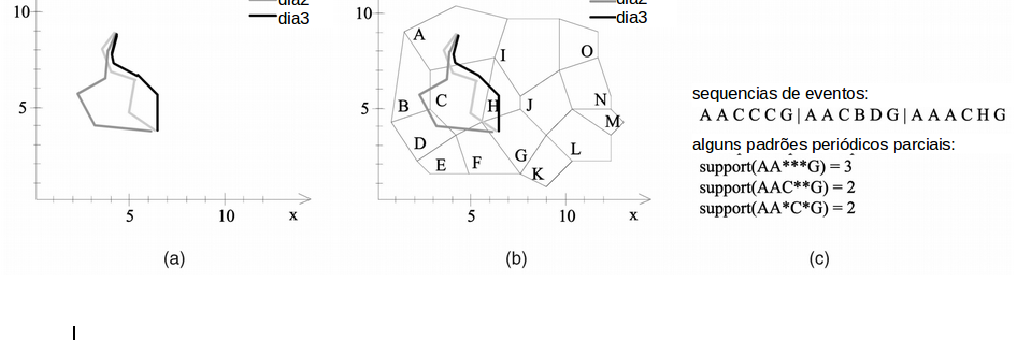 10
5
5
10
x
dia2
dia3
(a)
10
5
5
10
x
dia2
dia3
A
I
O
B
C
H
J
N
M
D
E
F
G
K
L
(b)
sequencias de eventos:
A A C C C G | A A C B D G | A A A C H G
alguns padrões periódicos parciais:
support(AA***G) = 3
support(AAC**G) = 2
support(AA*C*G) = 2
(c)